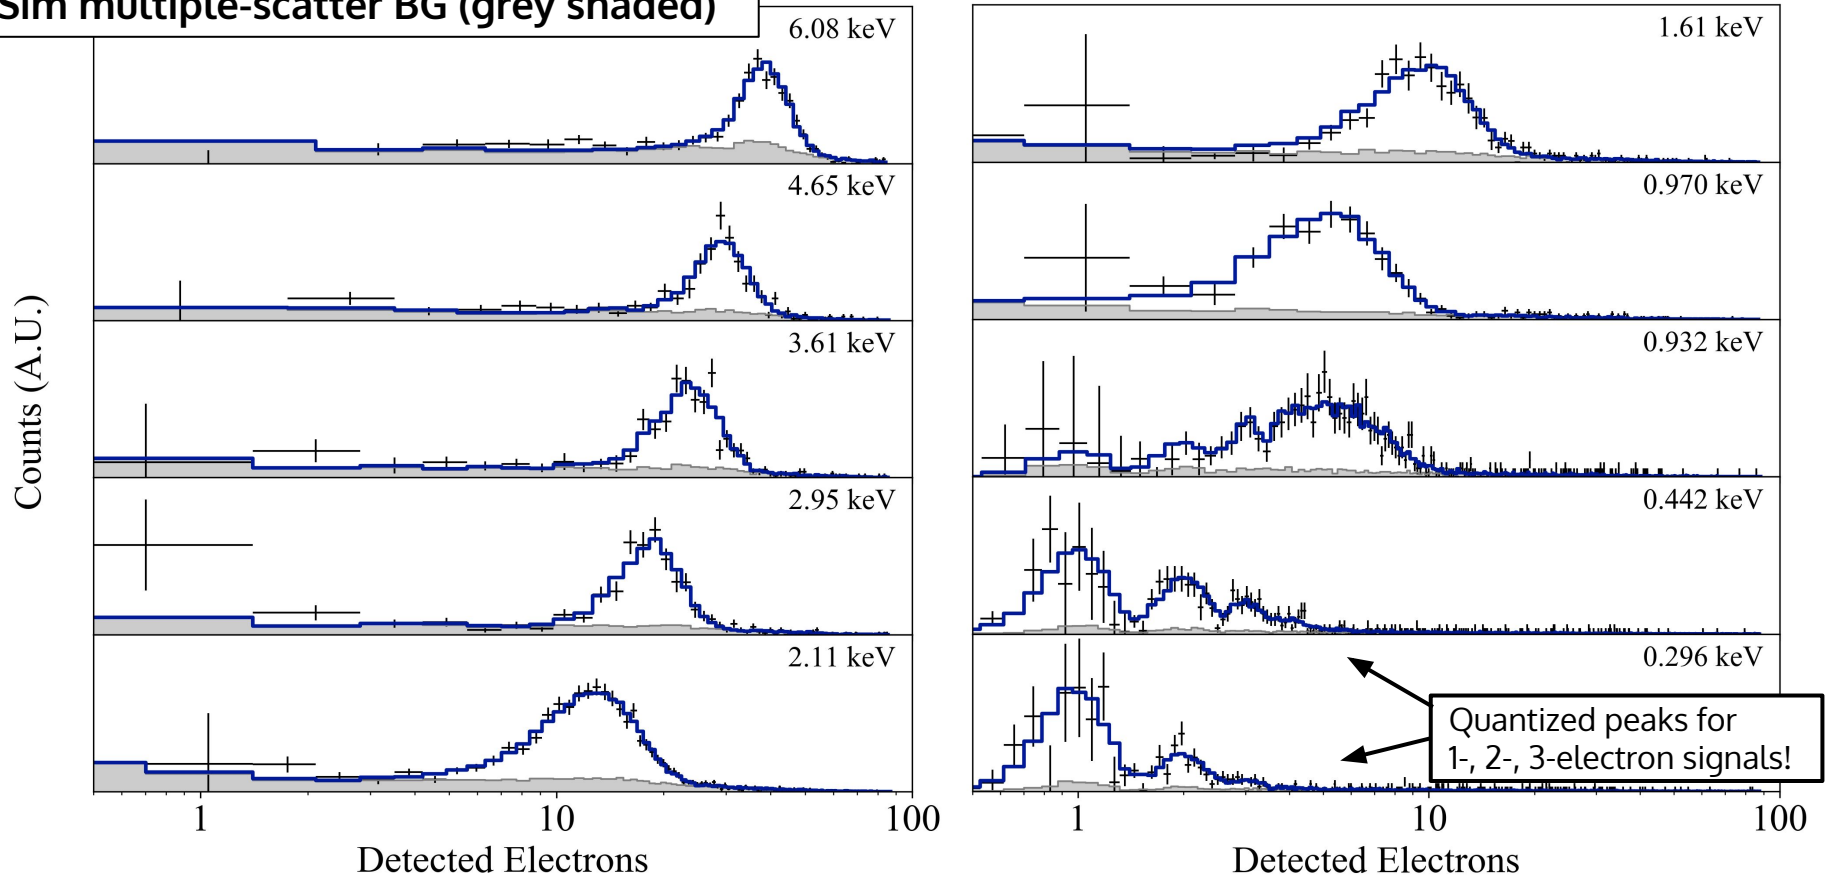 Sim multiple-scatter BG (grey shaded)
Counts (A.U.)
6.08 keV
4.65 keV
3.61 keV
2.95 keV
2.11 keV
1 10 100
Detected Electrons
1.61 keV
0.970 keV
0.932 keV
0.442 keV
0.296 keV
Quantized peaks for
1-, 2-, 3-electron signals!
1 10 100
Detected Electrons